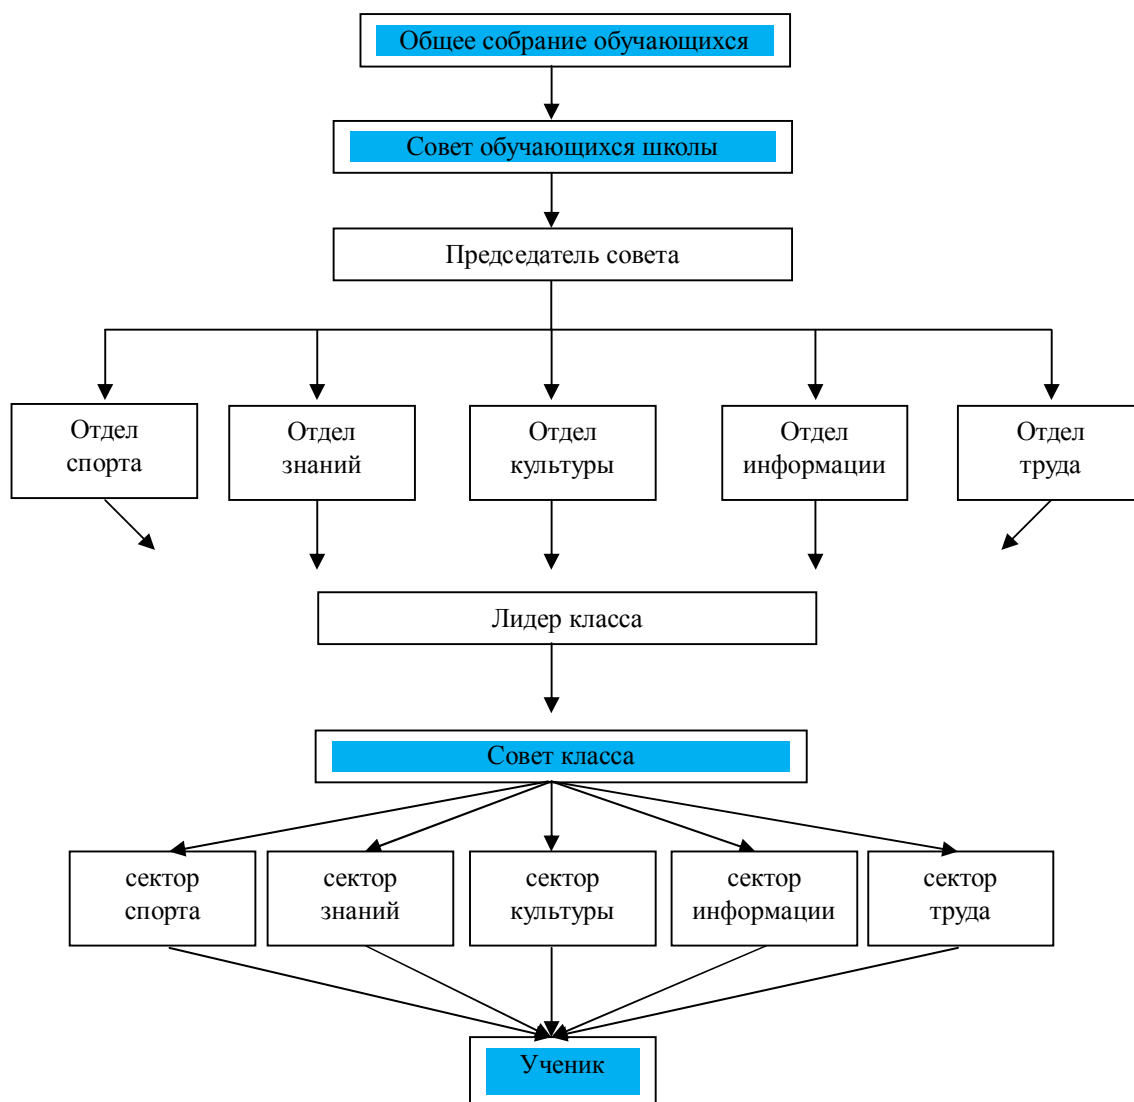 Общее собрание обучающихся
Совет обучающихся школы
Председатель совета
Отдел
спорта
Отдел
знаний
Отдел
культуры
Отдел
информации
Отдел
труда
Лидер класса
Совет класса
сектор
спорта
сектор
знаний
сектор
культуры
сектор
информации
сектор
труда
Ученик